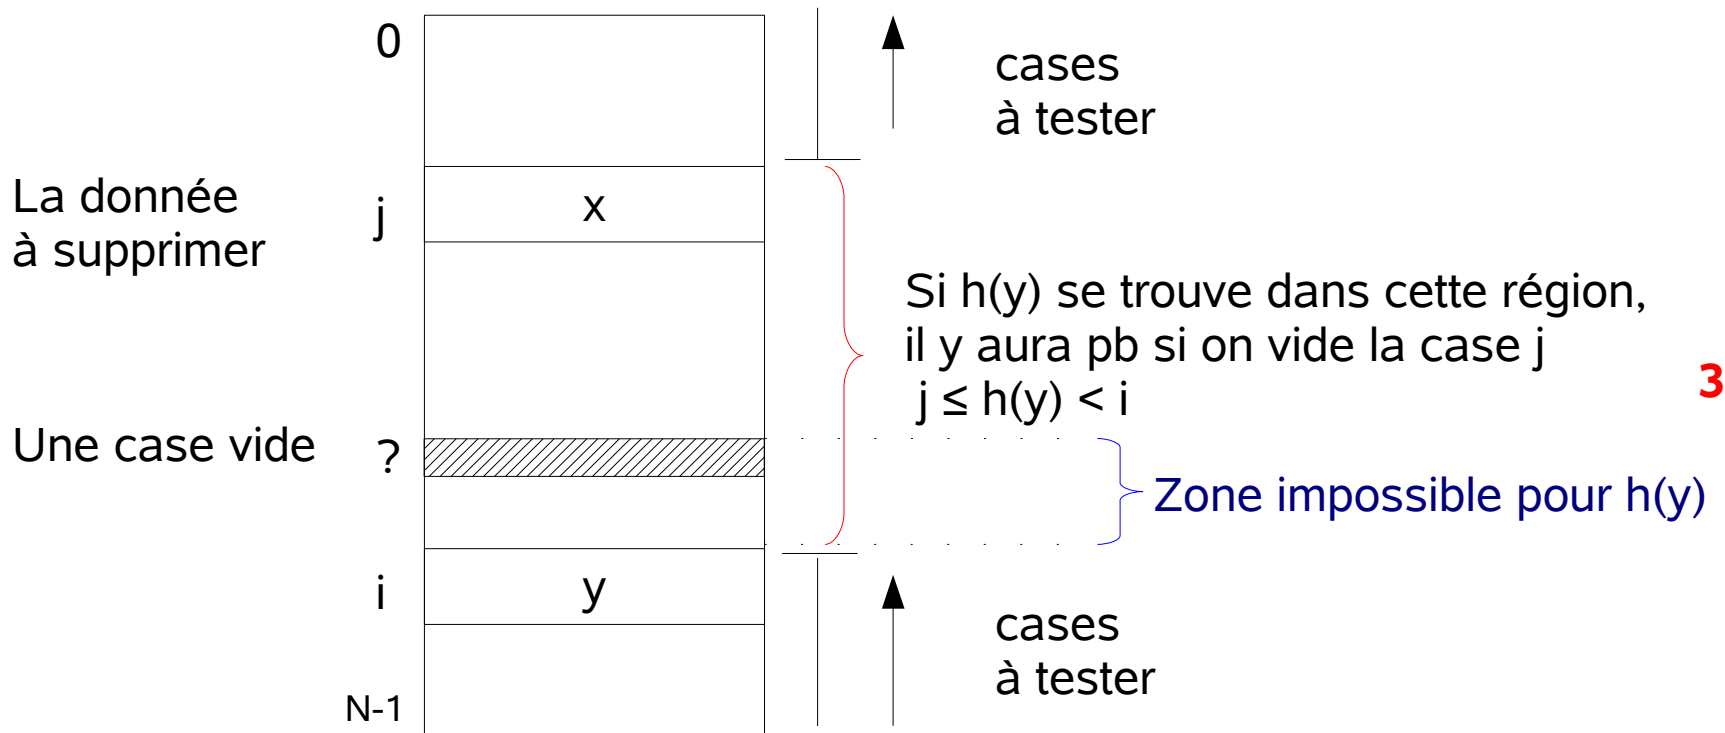 0
cases
à tester
La donnée
à supprimer
j
x
Si h(y) se trouve dans cette région,
il y aura pb si on vide la case j
j ≤ h(y) < i
3
Une case vide
?
Zone impossible pour h(y)
i
y
cases
à tester
N-1